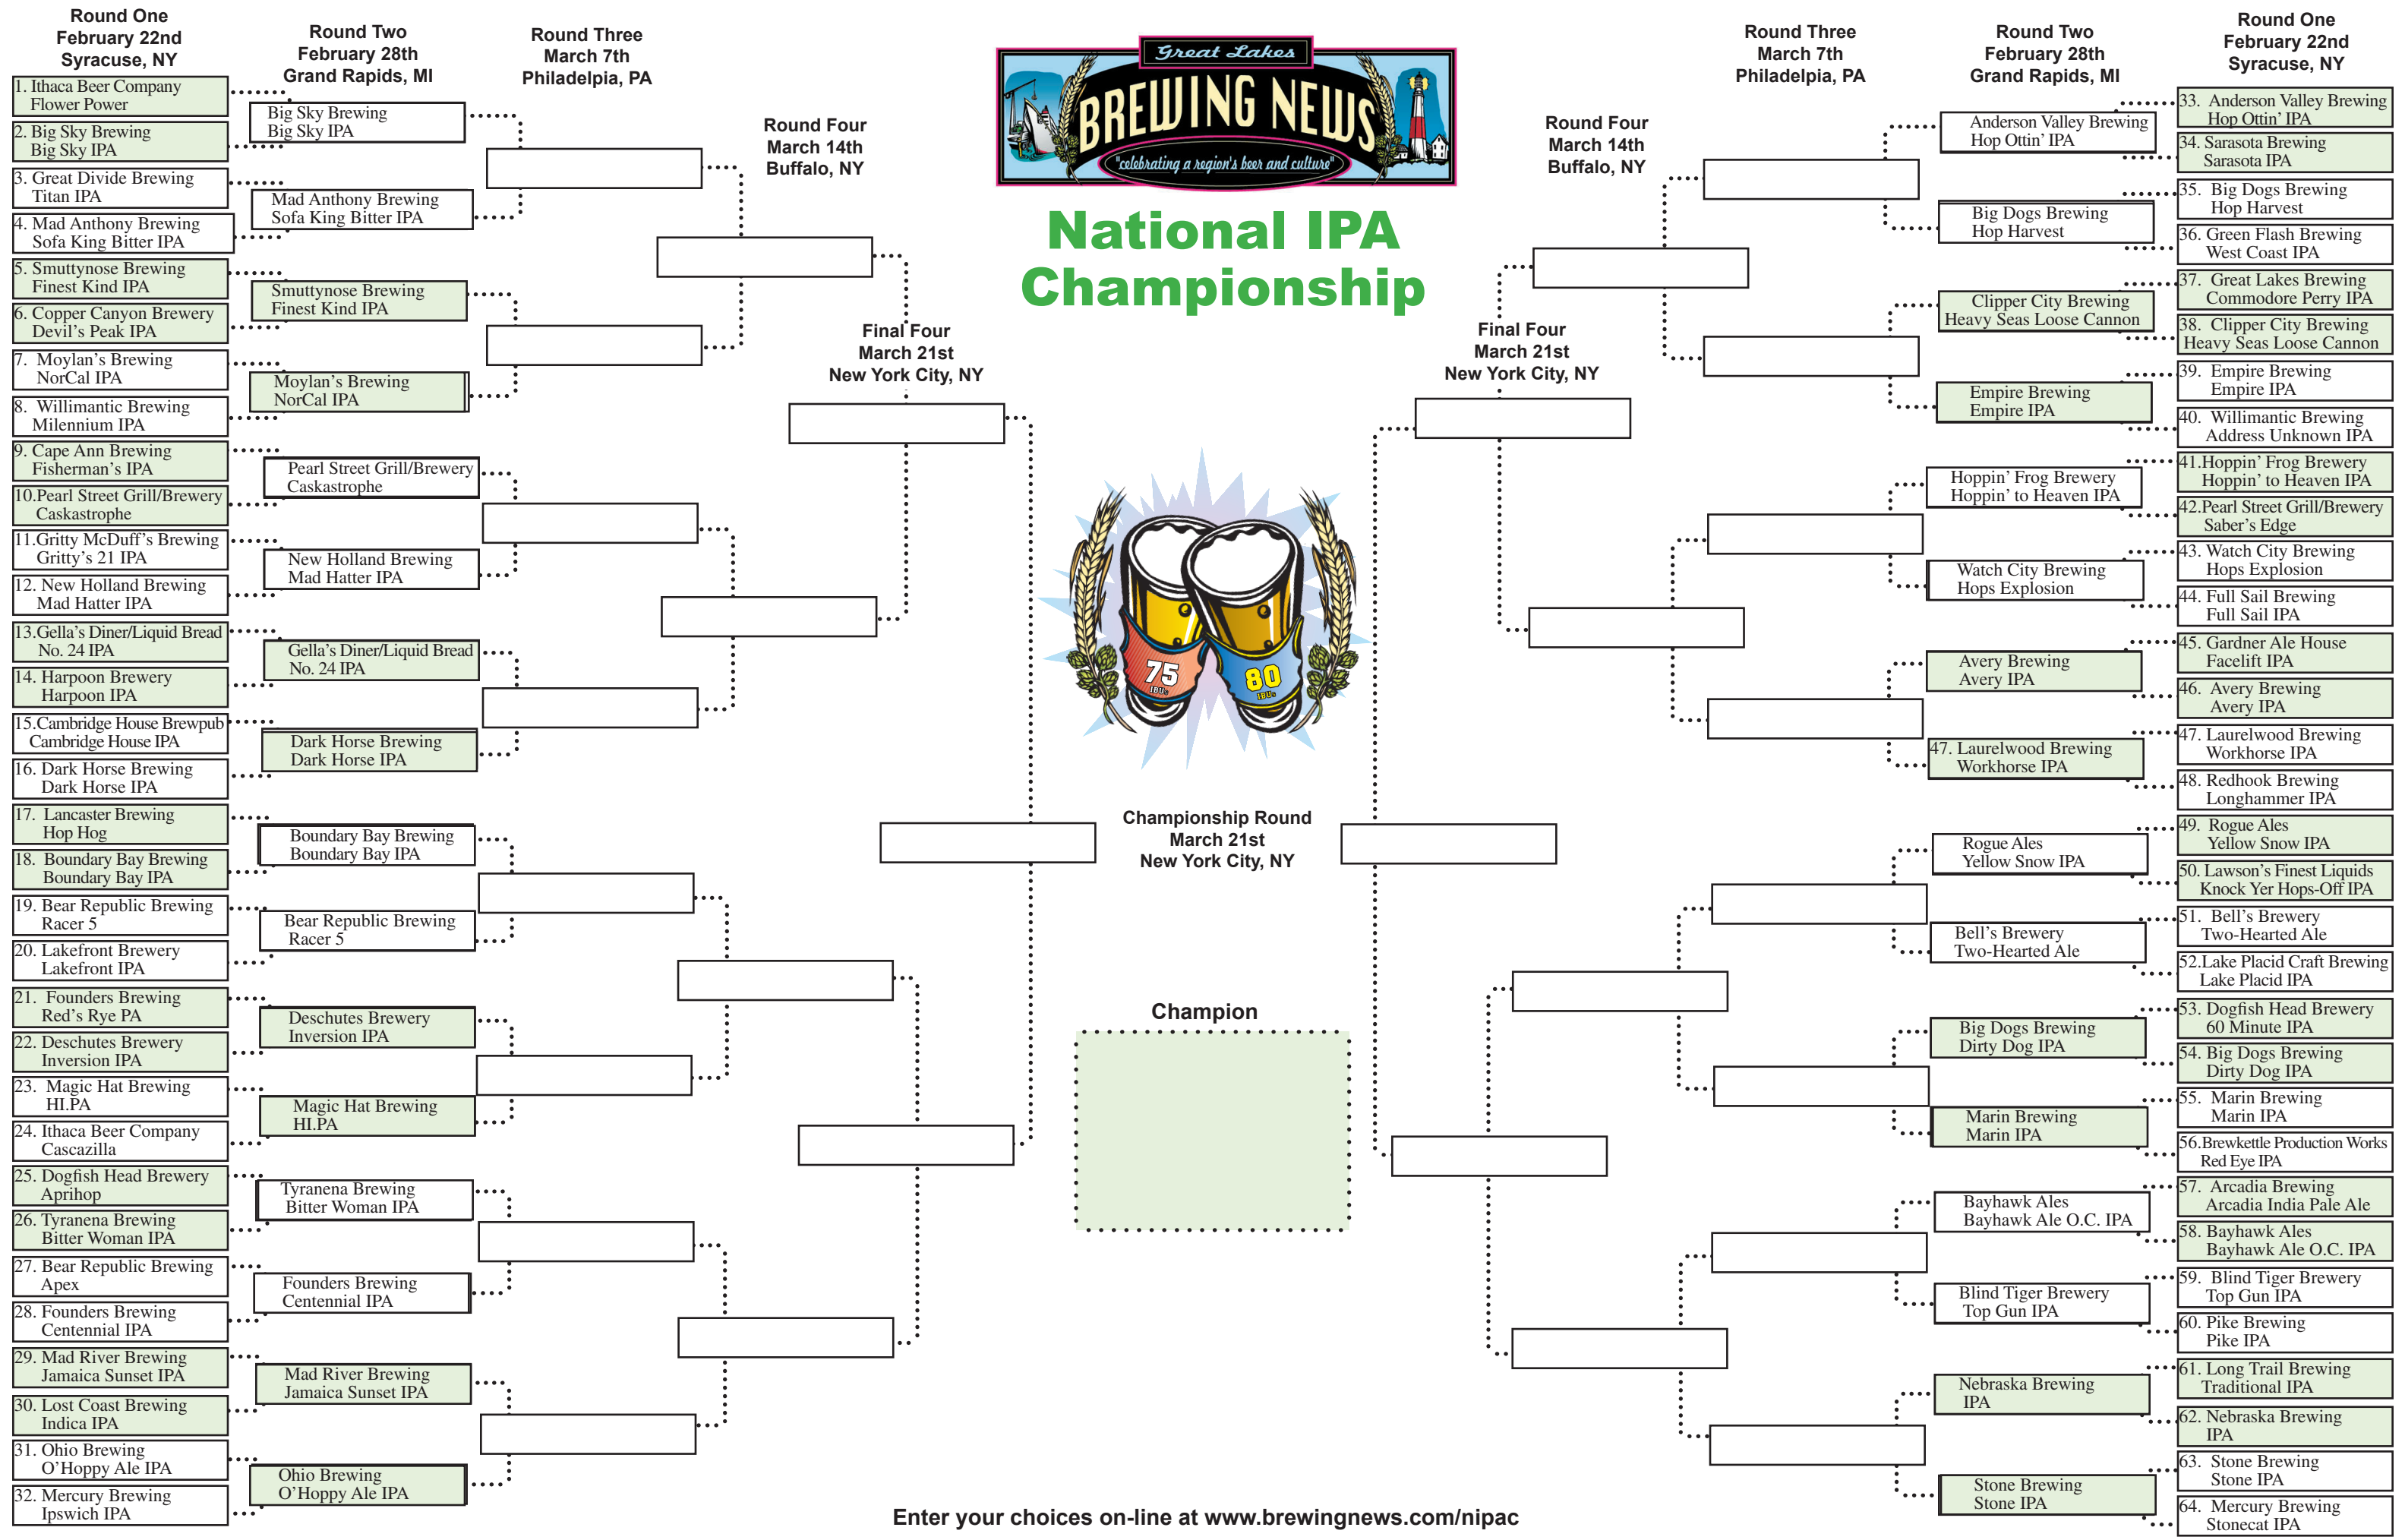 Round One
February 22nd
Syracuse, NY
1. Ithaca Beer Company
Flower Power
2. Big Sky Brewing
Big Sky IPA
3. Great Divide Brewing
Titan IPA
4. Mad Anthony Brewing
Sofa King Bitter IPA
5. Smuttynose Brewing
Finest Kind IPA
6. Copper Canyon Brewery
Devil's Peak IPA
7. Moylan's Brewing
NorCal IPA
8. Willimantic Brewing
Milennium IPA
9. Cape Ann Brewing
Fisherman's IPA
10.Pearl Street Grill/Brewery
Caskastrophe
11.Gritty McDuff's Brewing
Gritty's 21 IPA
12. New Holland Brewing
Mad Hatter IPA
13.Gella's Diner/Liquid Bread
No. 24 IPA
14. Harpoon Brewery
Harpoon IPA
15.Cambridge House Brewpub
Cambridge House IPA
16. Dark Horse Brewing
Dark Horse IPA
17. Lancaster Brewing
Hop Hog
18. Boundary Bay Brewing
Boundary Bay IPA
19. Bear Republic Brewing
Racer 5
20. Lakefront Brewery
Lakefront IPA
21. Founders Brewing
Red's Rye PA
22. Deschutes Brewery
Inversion IPA
23. Magic Hat Brewing
HI.PA
24. Ithaca Beer Company
Cascazilla
25. Dogfish Head Brewery
Aprihop
26. Tyranena Brewing
Bitter Woman IPA
27. Bear Republic Brewing
Apex
28. Founders Brewing
Centennial IPA
29. Mad River Brewing
Jamaica Sunset IPA
30. Lost Coast Brewing
Indica IPA
31. Ohio Brewing
O'Hoppy Ale IPA
32. Mercury Brewing
Ipswich IPA
Round Two
February 28th
Grand Rapids, MI
Big Sky Brewing
Big Sky IPA
Mad Anthony Brewing
Sofa King Bitter IPA
Smuttynose Brewing
Finest Kind IPA
Moylan's Brewing
NorCal IPA
Pearl Street Grill/Brewery
Caskastrophe
New Holland Brewing
Mad Hatter IPA
Gella's Diner/Liquid Bread
No. 24 IPA
Dark Horse Brewing
Dark Horse IPA
Boundary Bay Brewing
Boundary Bay IPA
Bear Republic Brewing
Racer 5
Deschutes Brewery
Inversion IPA
Magic Hat Brewing
HI.PA
Tyranena Brewing
Bitter Woman IPA
Founders Brewing
Centennial IPA
Mad River Brewing
Jamaica Sunset IPA
Ohio Brewing
O'Hoppy Ale IPA
Round Three
March 7th
Philadelpia, PA
Round Four
March 14th
Buffalo, NY
Final Four
March 21st
New York City, NY
Great Lakes
BREWING NEWS
"celebrating a region's beer and culture"
National IPA
Championship
75
IBUs
80
IBUs
Championship Round
March 21st
New York City, NY
Champion
Enter your choices on-line at www.brewingnews.com/nipac
Final Four
March 21st
New York City, NY
Round Four
March 14th
Buffalo, NY
Round Three
March 7th
Philadelpia, PA
Round Two
February 28th
Grand Rapids, MI
Anderson Valley Brewing
Hop Ottin' IPA
Big Dogs Brewing
Hop Harvest
Clipper City Brewing
Heavy Seas Loose Cannon
Empire Brewing
Empire IPA
Hoppin' Frog Brewery
Hoppin' to Heaven IPA
Watch City Brewing
Hops Explosion
Avery Brewing
Avery IPA
47. Laurelwood Brewing
Workhorse IPA
Rogue Ales
Yellow Snow IPA
Bell's Brewery
Two-Hearted Ale
Big Dogs Brewing
Dirty Dog IPA
Marin Brewing
Marin IPA
Bayhawk Ales
Bayhawk Ale O.C. IPA
Blind Tiger Brewery
Top Gun IPA
Nebraska Brewing
IPA
Stone Brewing
Stone IPA
Round One
February 22nd
Syracuse, NY
33. Anderson Valley Brewing
Hop Ottin' IPA
34. Sarasota Brewing
Sarasota IPA
35. Big Dogs Brewing
Hop Harvest
36. Green Flash Brewing
West Coast IPA
37. Great Lakes Brewing
Commodore Perry IPA
38. Clipper City Brewing
Heavy Seas Loose Cannon
39. Empire Brewing
Empire IPA
40. Willimantic Brewing
Address Unknown IPA
41.Hoppin' Frog Brewery
Hoppin' to Heaven IPA
42.Pearl Street Grill/Brewery
Saber's Edge
43. Watch City Brewing
Hops Explosion
44. Full Sail Brewing
Full Sail IPA
45. Gardner Ale House
Facelift IPA
46. Avery Brewing
Avery IPA
47. Laurelwood Brewing
Workhorse IPA
48. Redhook Brewing
Longhammer IPA
49. Rogue Ales
Yellow Snow IPA
50. Lawson's Finest Liquids
Knock Yer Hops-Off IPA
51. Bell's Brewery
Two-Hearted Ale
52.Lake Placid Craft Brewing
Lake Placid IPA
53. Dogfish Head Brewery
60 Minute IPA
54. Big Dogs Brewing
Dirty Dog IPA
55. Marin Brewing
Marin IPA
56.Brewkettle Production Works
Red Eye IPA
57. Arcadia Brewing
Arcadia India Pale Ale
58. Bayhawk Ales
Bayhawk Ale O.C. IPA
59. Blind Tiger Brewery
Top Gun IPA
60. Pike Brewing
Pike IPA
61. Long Trail Brewing
Traditional IPA
62. Nebraska Brewing
IPA
63. Stone Brewing
Stone IPA
64. Mercury Brewing
Stonecat IPA